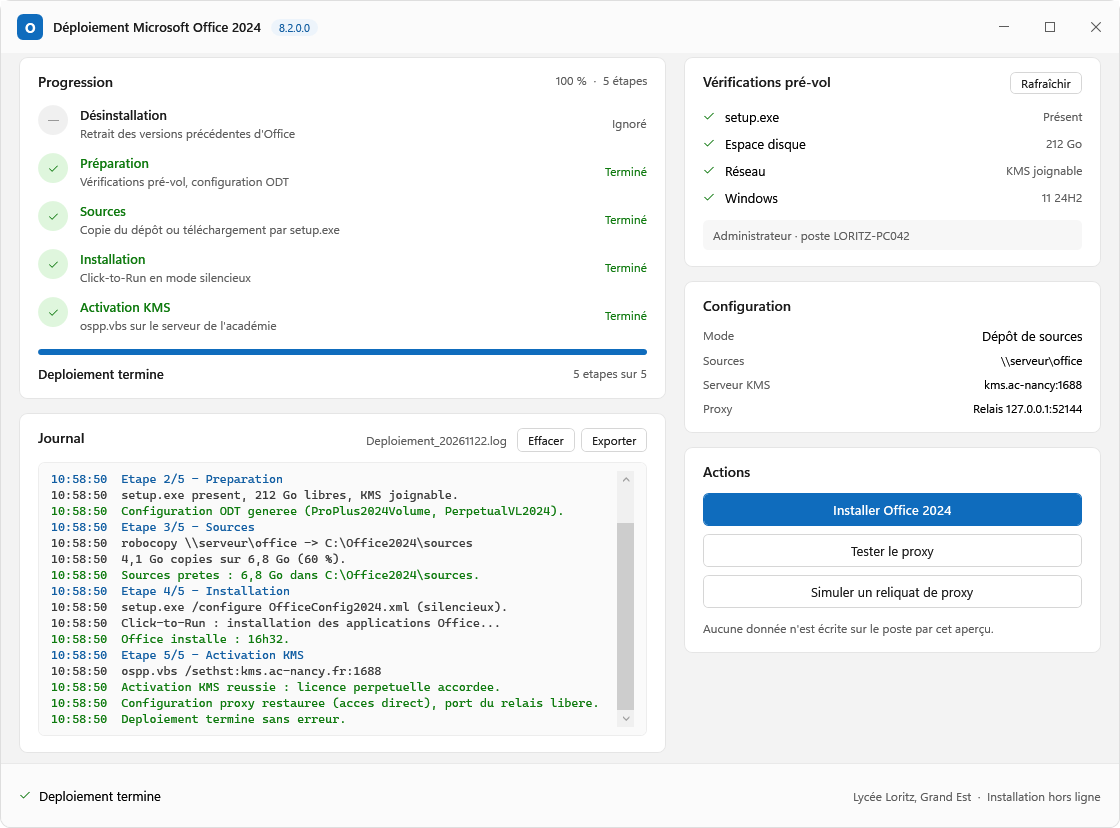 O Déploiement Microsoft Office 2024 8.2.0.0
Progression 100 % · 5 étapes
Désinstallation
Retrait des versions précédentes d'Office
Ignoré
Préparation
Vérifications pré-vol, configuration ODT
Terminé
Sources
Copie du dépôt ou téléchargement par setup.exe
Terminé
Installation
Click-to-Run en mode silencieux
Terminé
Activation KMS
ospp.vbs sur le serveur de l'académie
Terminé
Deploiement termine 5 etapes sur 5
Journal Deploiement_20261122.log Effacer Exporter
10:58:50 Etape 2/5 - Preparation
10:58:50 setup.exe present, 212 Go libres, KMS joignable.
10:58:50 Configuration ODT generee (ProPlus2024Volume, PerpetualVL2024).
10:58:50 Etape 3/5 - Sources
10:58:50 robocopy \\serveur\office -> C:\Office2024\sources
10:58:50 4,1 Go copies sur 6,8 Go (60 %).
10:58:50 Sources pretes : 6,8 Go dans C:\Office2024\sources.
10:58:50 Etape 4/5 - Installation
10:58:50 setup.exe /configure OfficeConfig2024.xml (silencieux).
10:58:50 Click-to-Run : installation des applications Office...
10:58:50 Office installe : 16h32.
10:58:50 Etape 5/5 - Activation KMS
10:58:50 ospp.vbs /sethst:kms.ac-nancy.fr:1688
10:58:50 Activation KMS reussie : licence perpetuelle accordee.
10:58:50 Configuration proxy restauree (acces direct), port du relais libere.
10:58:50 Deploiement termine sans erreur.
Vérifications pré-vol Rafraîchir
setup.exe Présent
Espace disque 212 Go
Réseau KMS joignable
Windows 11 24H2
Administrateur · poste LORITZ-PC042
Configuration
Mode Dépôt de sources
Sources \\serveur\office
Serveur KMS kms.ac-nancy:1688
Proxy Relais 127.0.0.1:52144
Actions
Installer Office 2024
Tester le proxy
Simuler un reliquat de proxy
Aucune donnée n'est écrite sur le poste par cet aperçu.
Deploiement termine
Lycée Loritz, Grand Est · Installation hors ligne